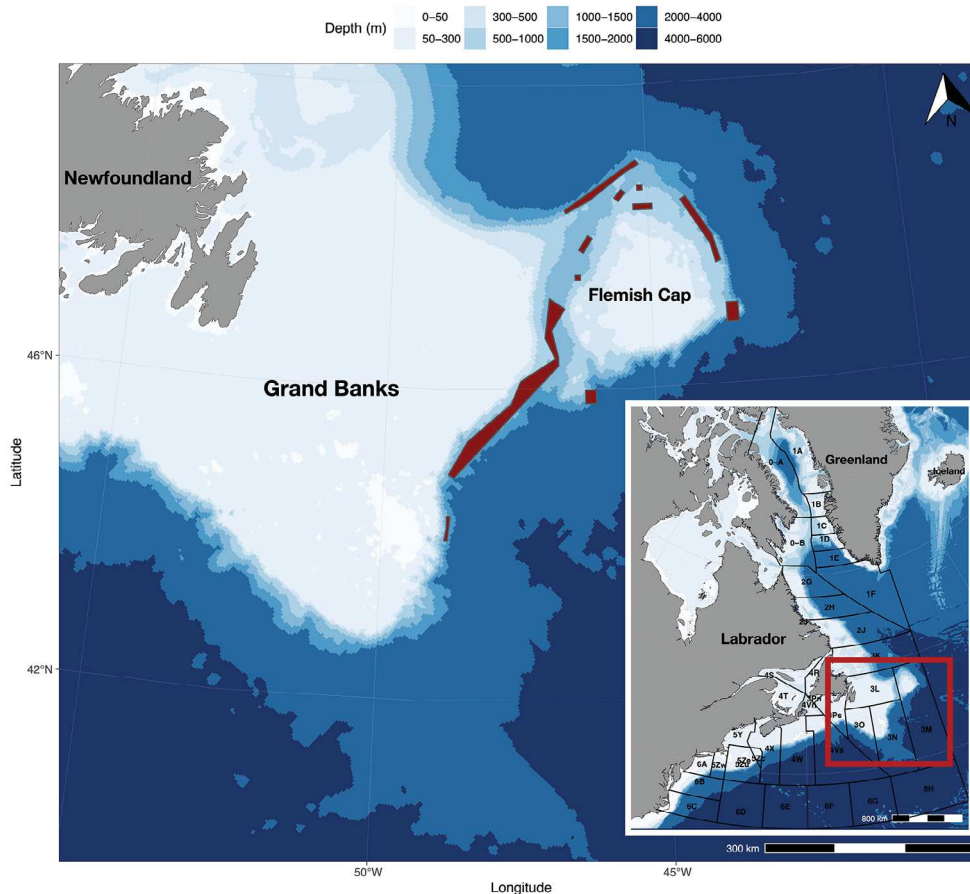 Depth (m)
0–50
50–300
300–500
500–1000
1000–1500
1500–2000
2000–4000
4000–6000
N
Newfoundland
Flemish Cap
Grand Banks
46°N
42°N
Latitude
50°W
45°W
Longitude
300 km
Greenland
Iceland
Labrador
0–A
1A
1B
1C
1D
0–B
1E
1F
2G
2H
2J
3K
4R
4S
3L
4T
3Pn
4Vn
3Ps
3O
3N
3M
4Vs
5Y
4X
4W
6A
5Zw
5Zc
6B
6C
6D
6E
6F
6G
6H
800 km